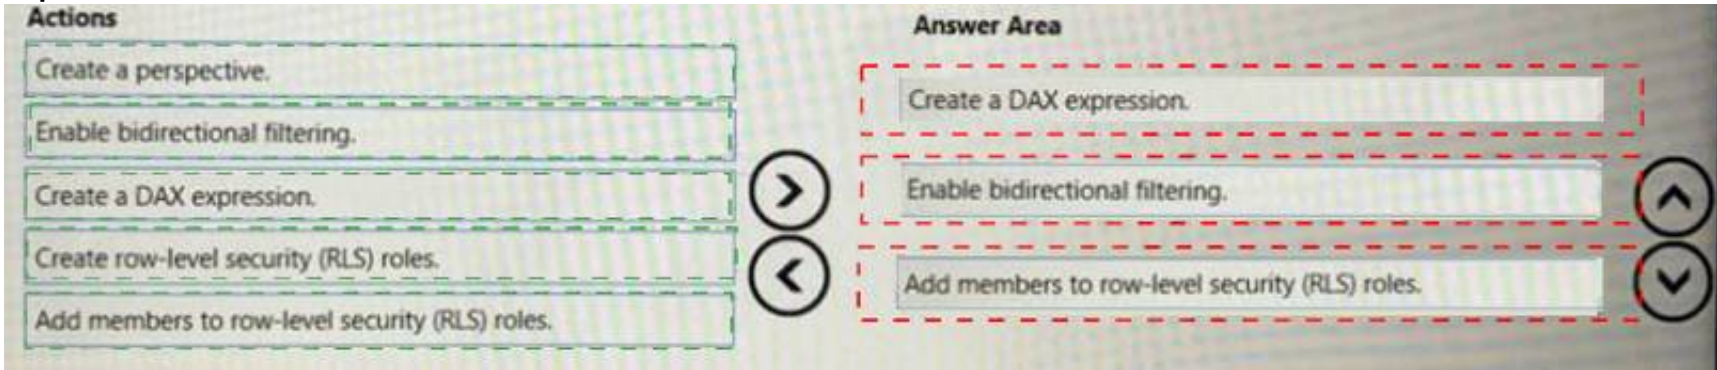 Actions
Create a perspective.
Enable bidirectional filtering.
Create a DAX expression.
Create row-level security (RLS) roles.
Add members to row-level security (RLS) roles.
Answer Area
Create a DAX expression.
Enable bidirectional filtering.
Add members to row-level security (RLS) roles.